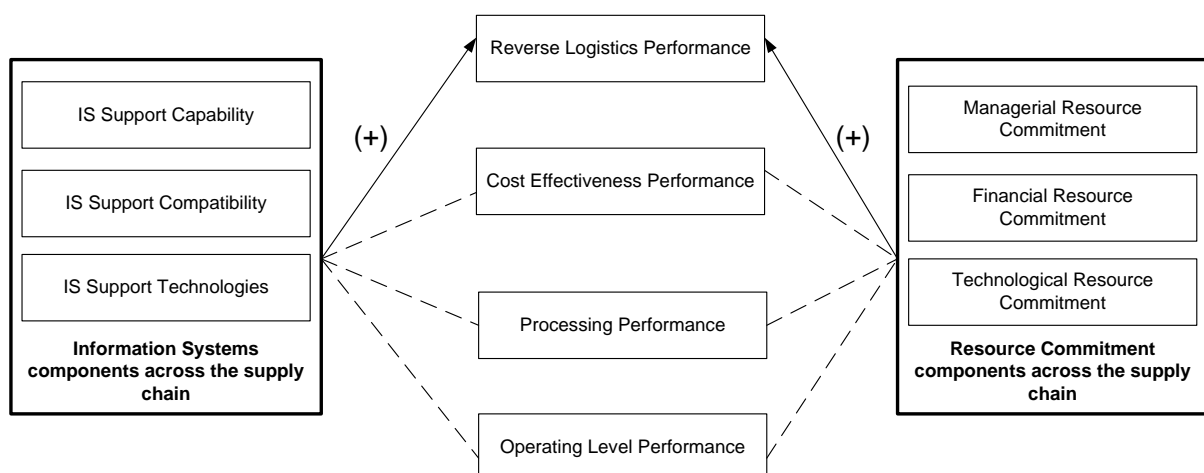 Reverse Logistics Performance
IS Support Capability
IS Support Compatibility
IS Support Technologies
Information Systems
components across the supply
chain
(+)
(+)
Cost Effectiveness Performance
Processing Performance
Operating Level Performance
Managerial Resource
Commitment
Financial Resource
Commitment
Technological Resource
Commitment
Resource Commitment
components across the supply
chain